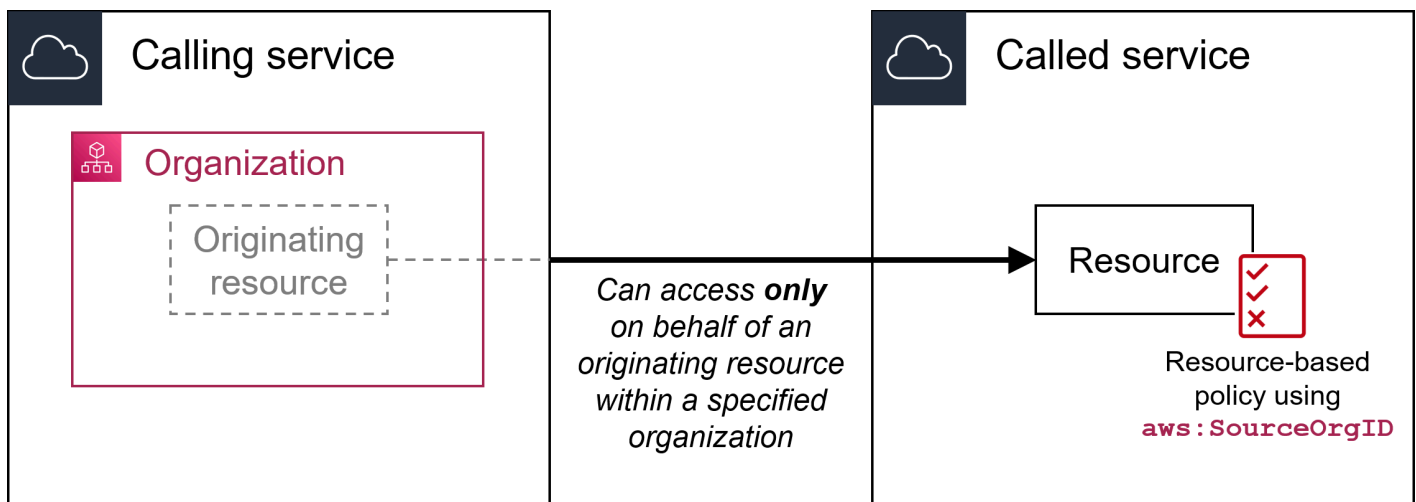 Calling service
Called service
Organization
Originating
resource
Can access only
on behalf of an
originating resource
within a specified
organization
Resource
Resource-based
policy using
aws:SourceOrgID